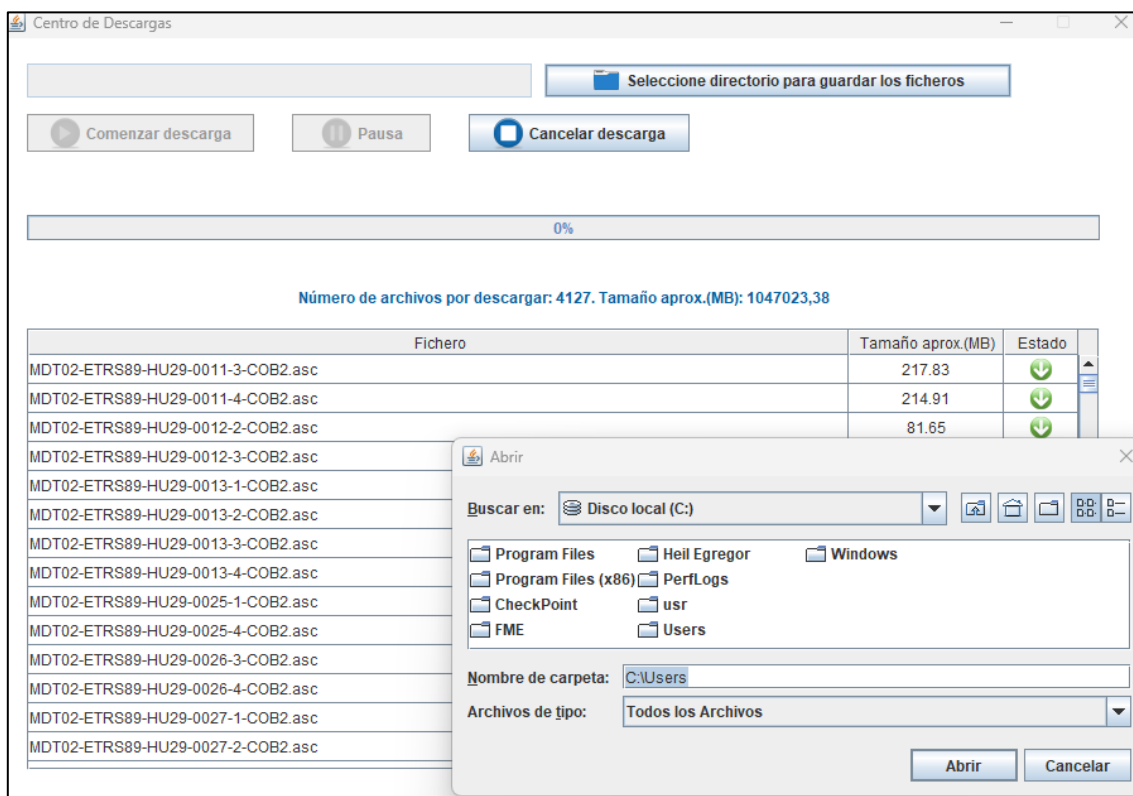 Centro de Descargas
Seleccione directorio para guardar los ficheros
Comenzar descarga Pausa Cancelar descarga
0%
Número de archivos por descargar: 4127. Tamaño aprox.(MB): 1047023,38
Fichero Tamaño aprox.(MB) Estado
MDT02-ETRS89-HU29-0011-3-COB2.asc 217.83
MDT02-ETRS89-HU29-0011-4-COB2.asc 214.91
MDT02-ETRS89-HU29-0012-2-COB2.asc 81.65
MDT02-ETRS89-HU29-0012-3-COB2.asc
MDT02-ETRS89-HU29-0013-1-COB2.asc
MDT02-ETRS89-HU29-0013-2-COB2.asc
MDT02-ETRS89-HU29-0013-3-COB2.asc
MDT02-ETRS89-HU29-0013-4-COB2.asc
MDT02-ETRS89-HU29-0025-1-COB2.asc
MDT02-ETRS89-HU29-0025-4-COB2.asc
MDT02-ETRS89-HU29-0026-3-COB2.asc
MDT02-ETRS89-HU29-0026-4-COB2.asc
MDT02-ETRS89-HU29-0027-1-COB2.asc
MDT02-ETRS89-HU29-0027-2-COB2.asc
Abrir
Buscar en: Disco local (C:)
Program Files Heil Egregor Windows
Program Files (x86) PerfLogs
CheckPoint usr
FME Users
Nombre de carpeta: C:\Users
Archivos de tipo: Todos los Archivos
Abrir Cancelar